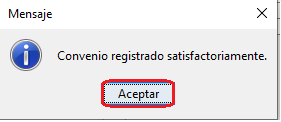 Mensaje
Convenio registrado satisfactoriamente.
Aceptar